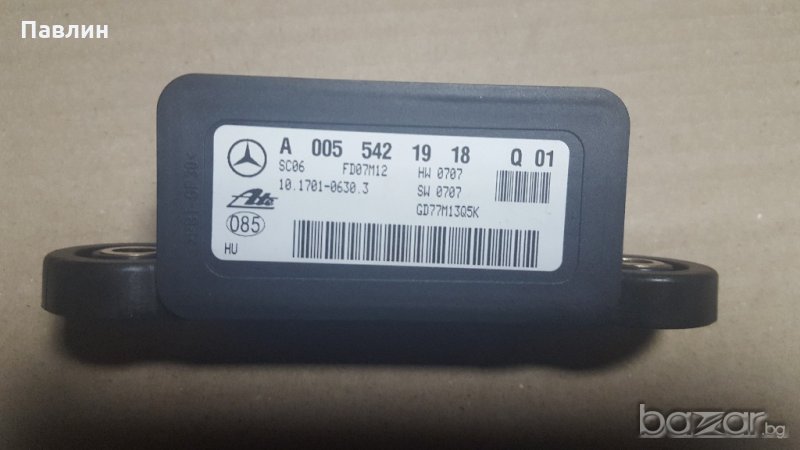 Павлин
A 005 542 19 18 Q 01
SC06 FD07M12 HW 0707
10.1701-0630.3 SW 0707
Ate GD77M13Q5K
085
HU
bazar.bg